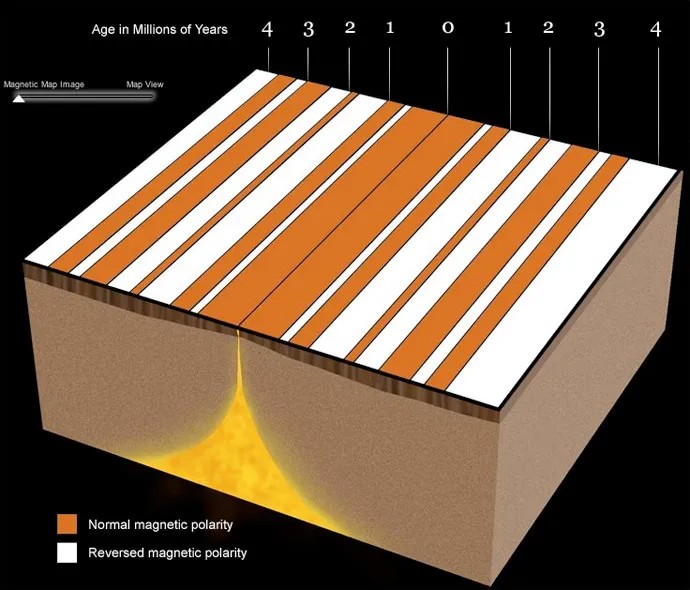 Age in Millions of Years 4 3 2 1 0 1 2 3 4
Magnetic Map Image Map View
Normal magnetic polarity
Reversed magnetic polarity